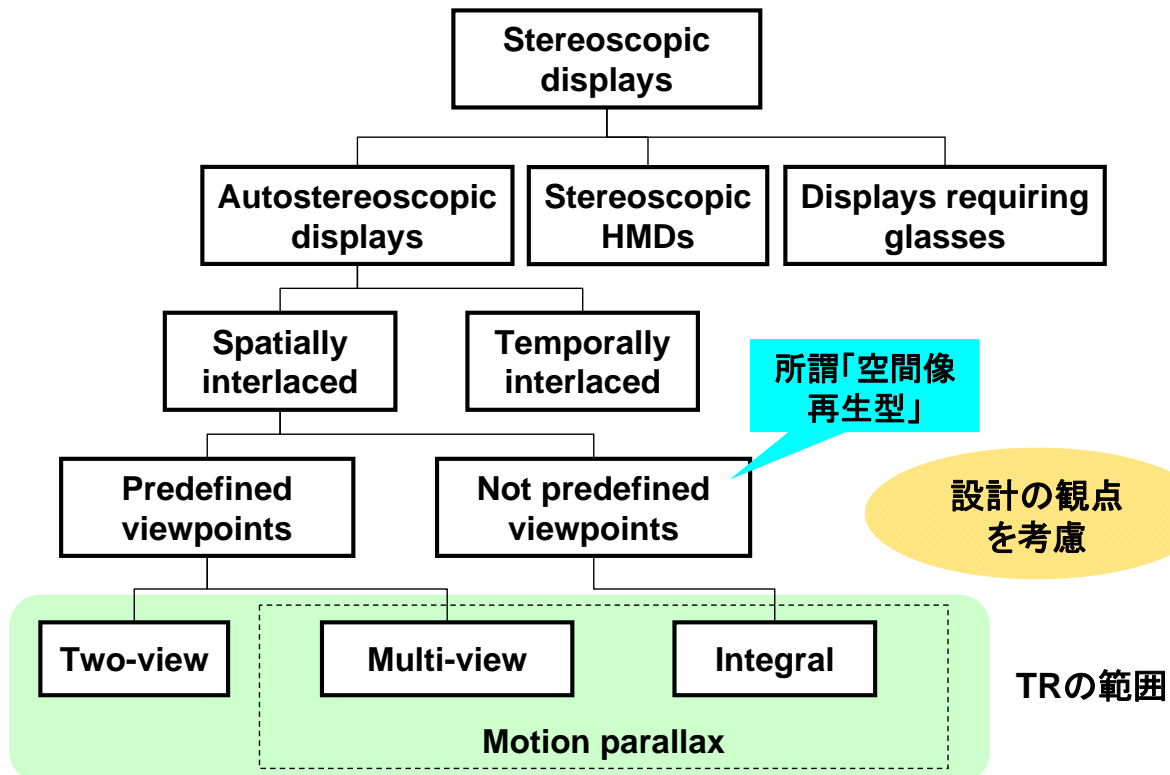 Stereoscopic
displays
Autostereoscopic
displays
Stereoscopic
HMDs
Displays requiring
glasses
Spatially
interlaced
Temporally
interlaced
所謂「空間像
再生型」
Predefined
viewpoints
Not predefined
viewpoints
設計の観点
を考慮
Two-view
Multi-view
Integral
TRの範囲
Motion parallax